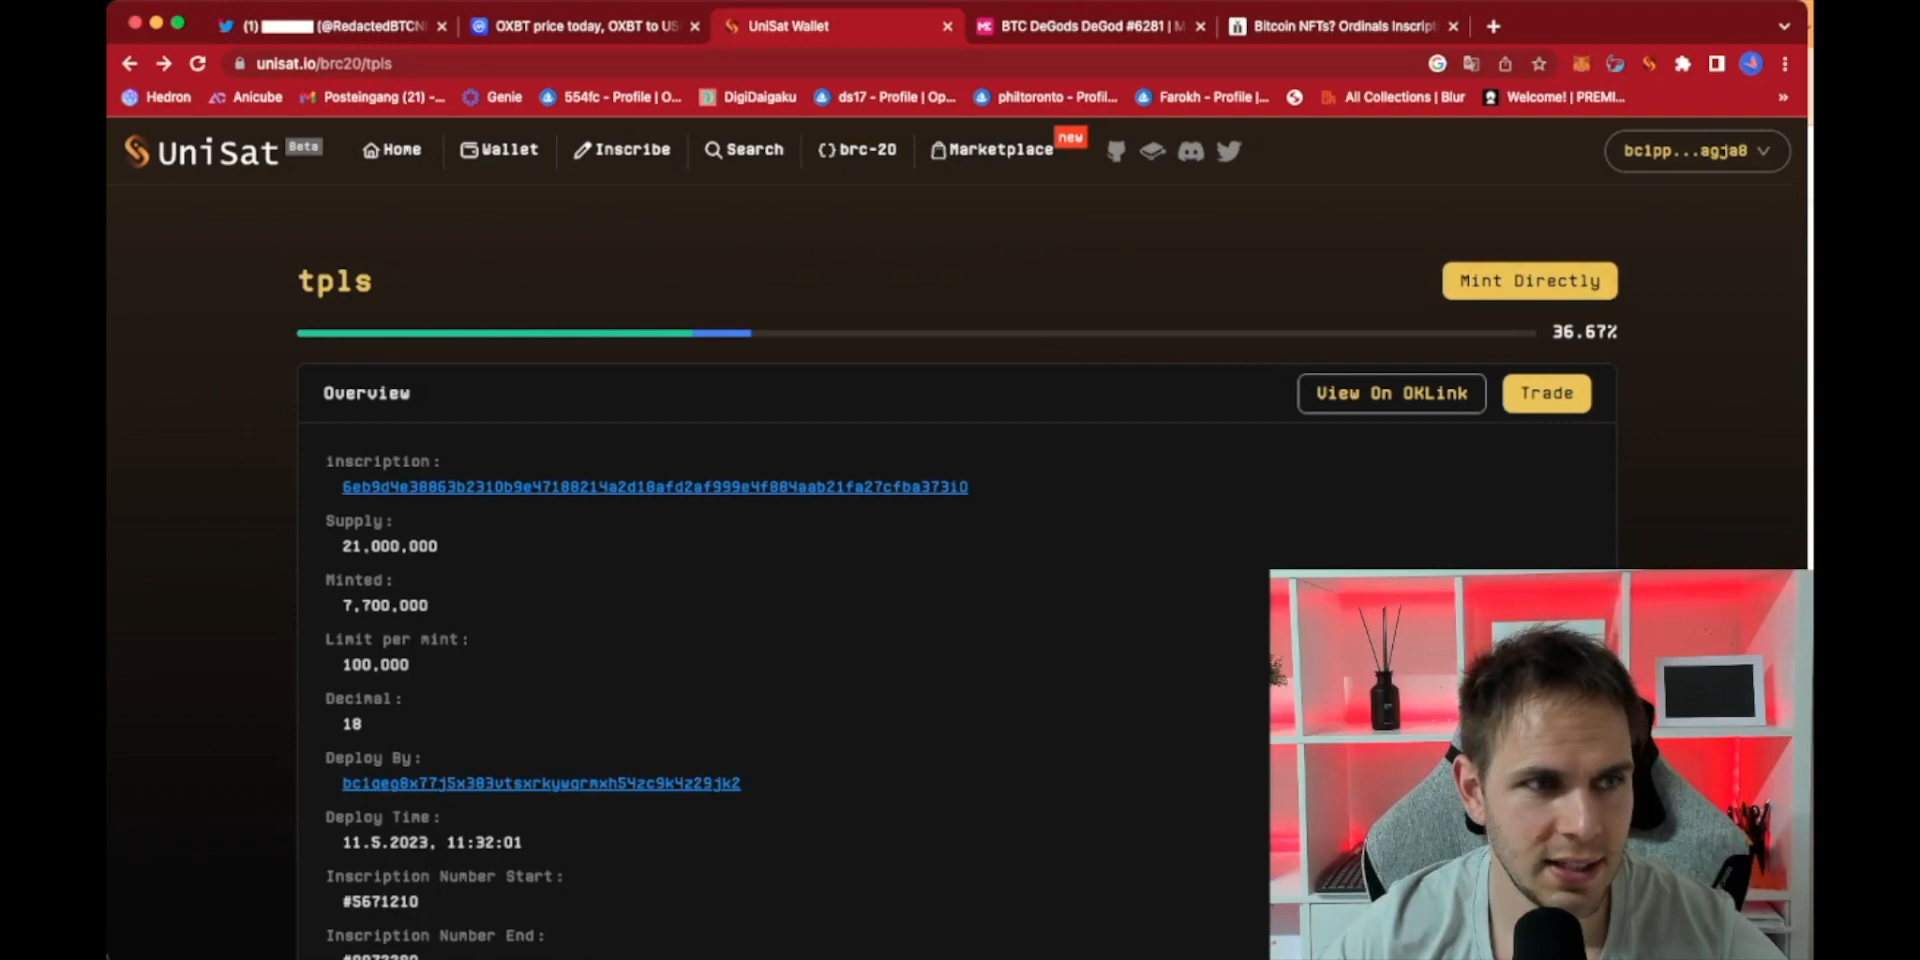 (1) (@RedactedBTCN OXBT price today, OXBT to US UniSat Wallet BTC DeGods DeGod #6281 | M Bitcoin NFTs? Ordinals Inscript
unisat.io/brc20/tpls
Hedron Anicube Posteingang (21) -... Genie 554fc - Profile | O... DigiDaigaku ds17 - Profile | Op... philtoronto - Profil... Farokh - Profile |... All Collections | Blur Welcome! | PREMI... »
UniSat Beta Home Wallet Inscribe Search brc-20 Marketplace new bc1pp...agja8
tpls Mint Directly
36.67%
Overview View On OKLink Trade
inscription:
6eb9d4e38863b2310b9e47188214a2d18afd2af999e4f884aab21fa27cfba373i0
Supply:
21,000,000
Minted:
7,700,000
Limit per mint:
100,000
Decimal:
18
Deploy By:
bc1qeg8x77j5x383vtsxrkywqrmxh54zc9k4z29jk2
Deploy Time:
11.5.2023, 11:32:01
Inscription Number Start:
#5671210
Inscription Number End: